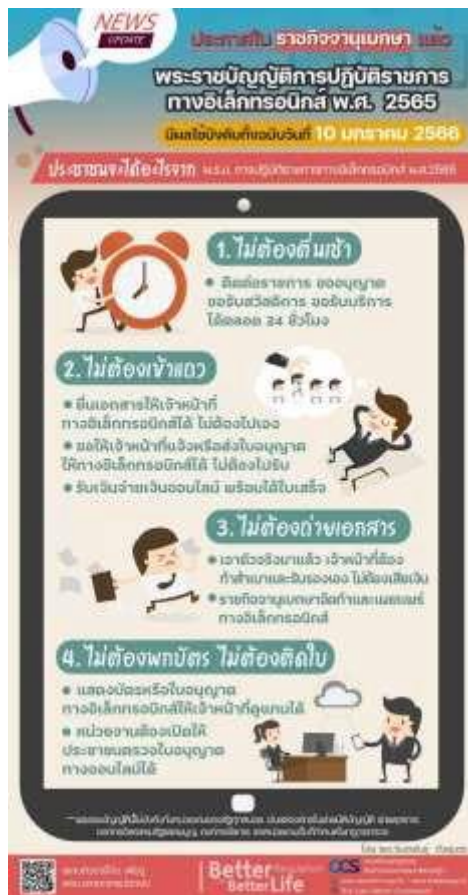 NEWS
UPDATE
ประกาศใน ราชกิจจานุเบกษา แล้ว
พระราชบัญญัติการปฏิบัติราชการ
ทางอิเล็กทรอนิกส์ พ.ศ. 2565
มีผลใช้บังคับตั้งแต่วันที่ 10 มกราคม 2566
ประชาชนจะได้อะไรจาก พ.ร.บ. การปฏิบัติราชการทางอิเล็กทรอนิกส์ พ.ศ.2565
1. ไม่ต้องตื่นเช้า
• ติดต่อราชการ ขออนุญาต
ขอรับสวัสดิการ ขอรับบริการ
ได้ตลอด 24 ชั่วโมง
2. ไม่ต้องเข้าแถว
• ยื่นเอกสารให้เจ้าหน้าที่
ทางอิเล็กทรอนิกส์ได้ ไม่ต้องไปเอง
• ขอให้เจ้าหน้าที่แจ้งหรือส่งใบอนุญาต
ให้ทางอิเล็กทรอนิกส์ได้ ไม่ต้องไปรับ
• รับเงินจ่ายเงินออนไลน์ พร้อมได้ใบเสร็จ
3. ไม่ต้องถ่ายเอกสาร
• เอาตัวจริงมาแล้ว เจ้าหน้าที่ต้อง
ทำสำเนาและรับรองเอง ไม่ต้องเสียเงิน
• ราชกิจจานุเบกษาจัดทำและเผยแพร่
ทางอิเล็กทรอนิกส์
4. ไม่ต้องพกบัตร ไม่ต้องติดใบ
• แสดงบัตรหรือใบอนุญาต
ทางอิเล็กทรอนิกส์ให้เจ้าหน้าที่ดูแทนได้
• หน่วยงานต้องเปิดให้
ประชาชนตรวจใบอนุญาต
ทางออนไลน์ได้
Better
Better Life
OCS